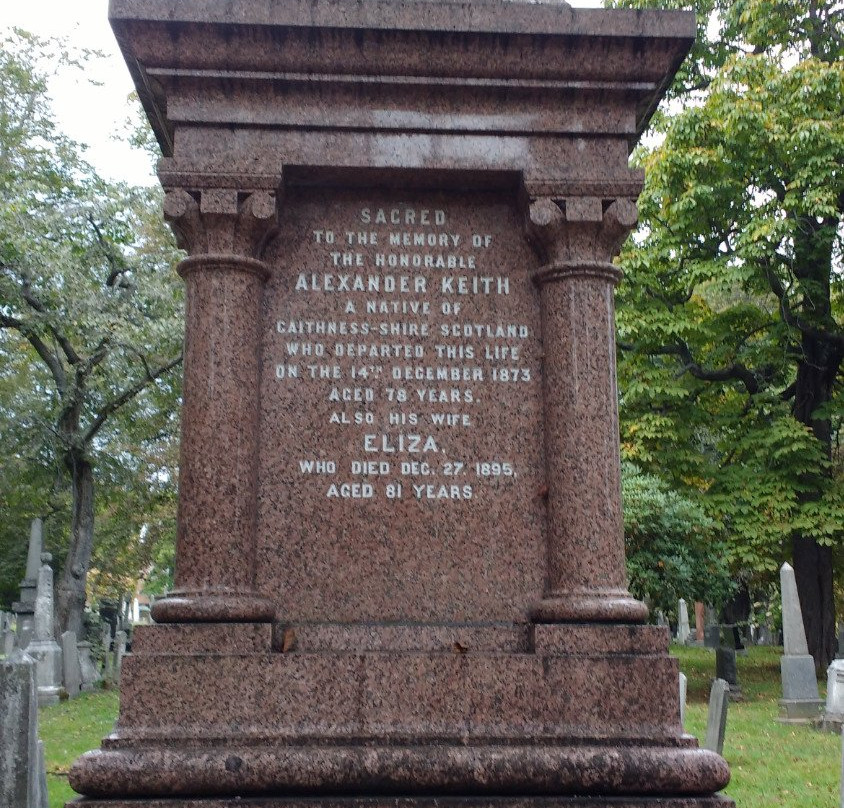 SACRED
TO THE MEMORY OF
THE HONORABLE
ALEXANDER KEITH
A NATIVE OF
CAITHNESS-SHIRE SCOTLAND
WHO DEPARTED THIS LIFE
ON THE 14TH DECEMBER 1873
AGED 78 YEARS.
ALSO HIS WIFE
ELIZA,
WHO DIED DEC. 27. 1895,
AGED 81 YEARS.